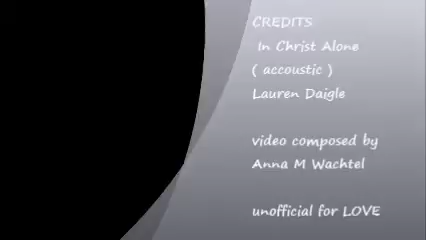 CREDITS
In Christ Alone
( accoustic )
Lauren Daigle
video composed by
Anna M Wachtel
unofficial for LOVE